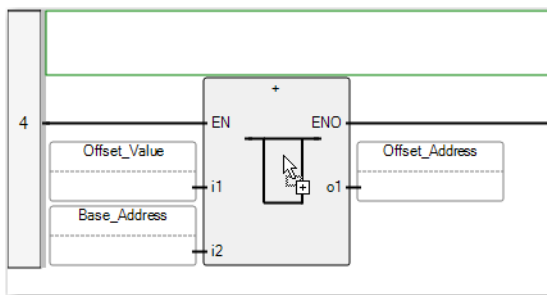 +
4
EN ENO
Offset_Value
Offset_Address
i1
o1
Base_Address
i2